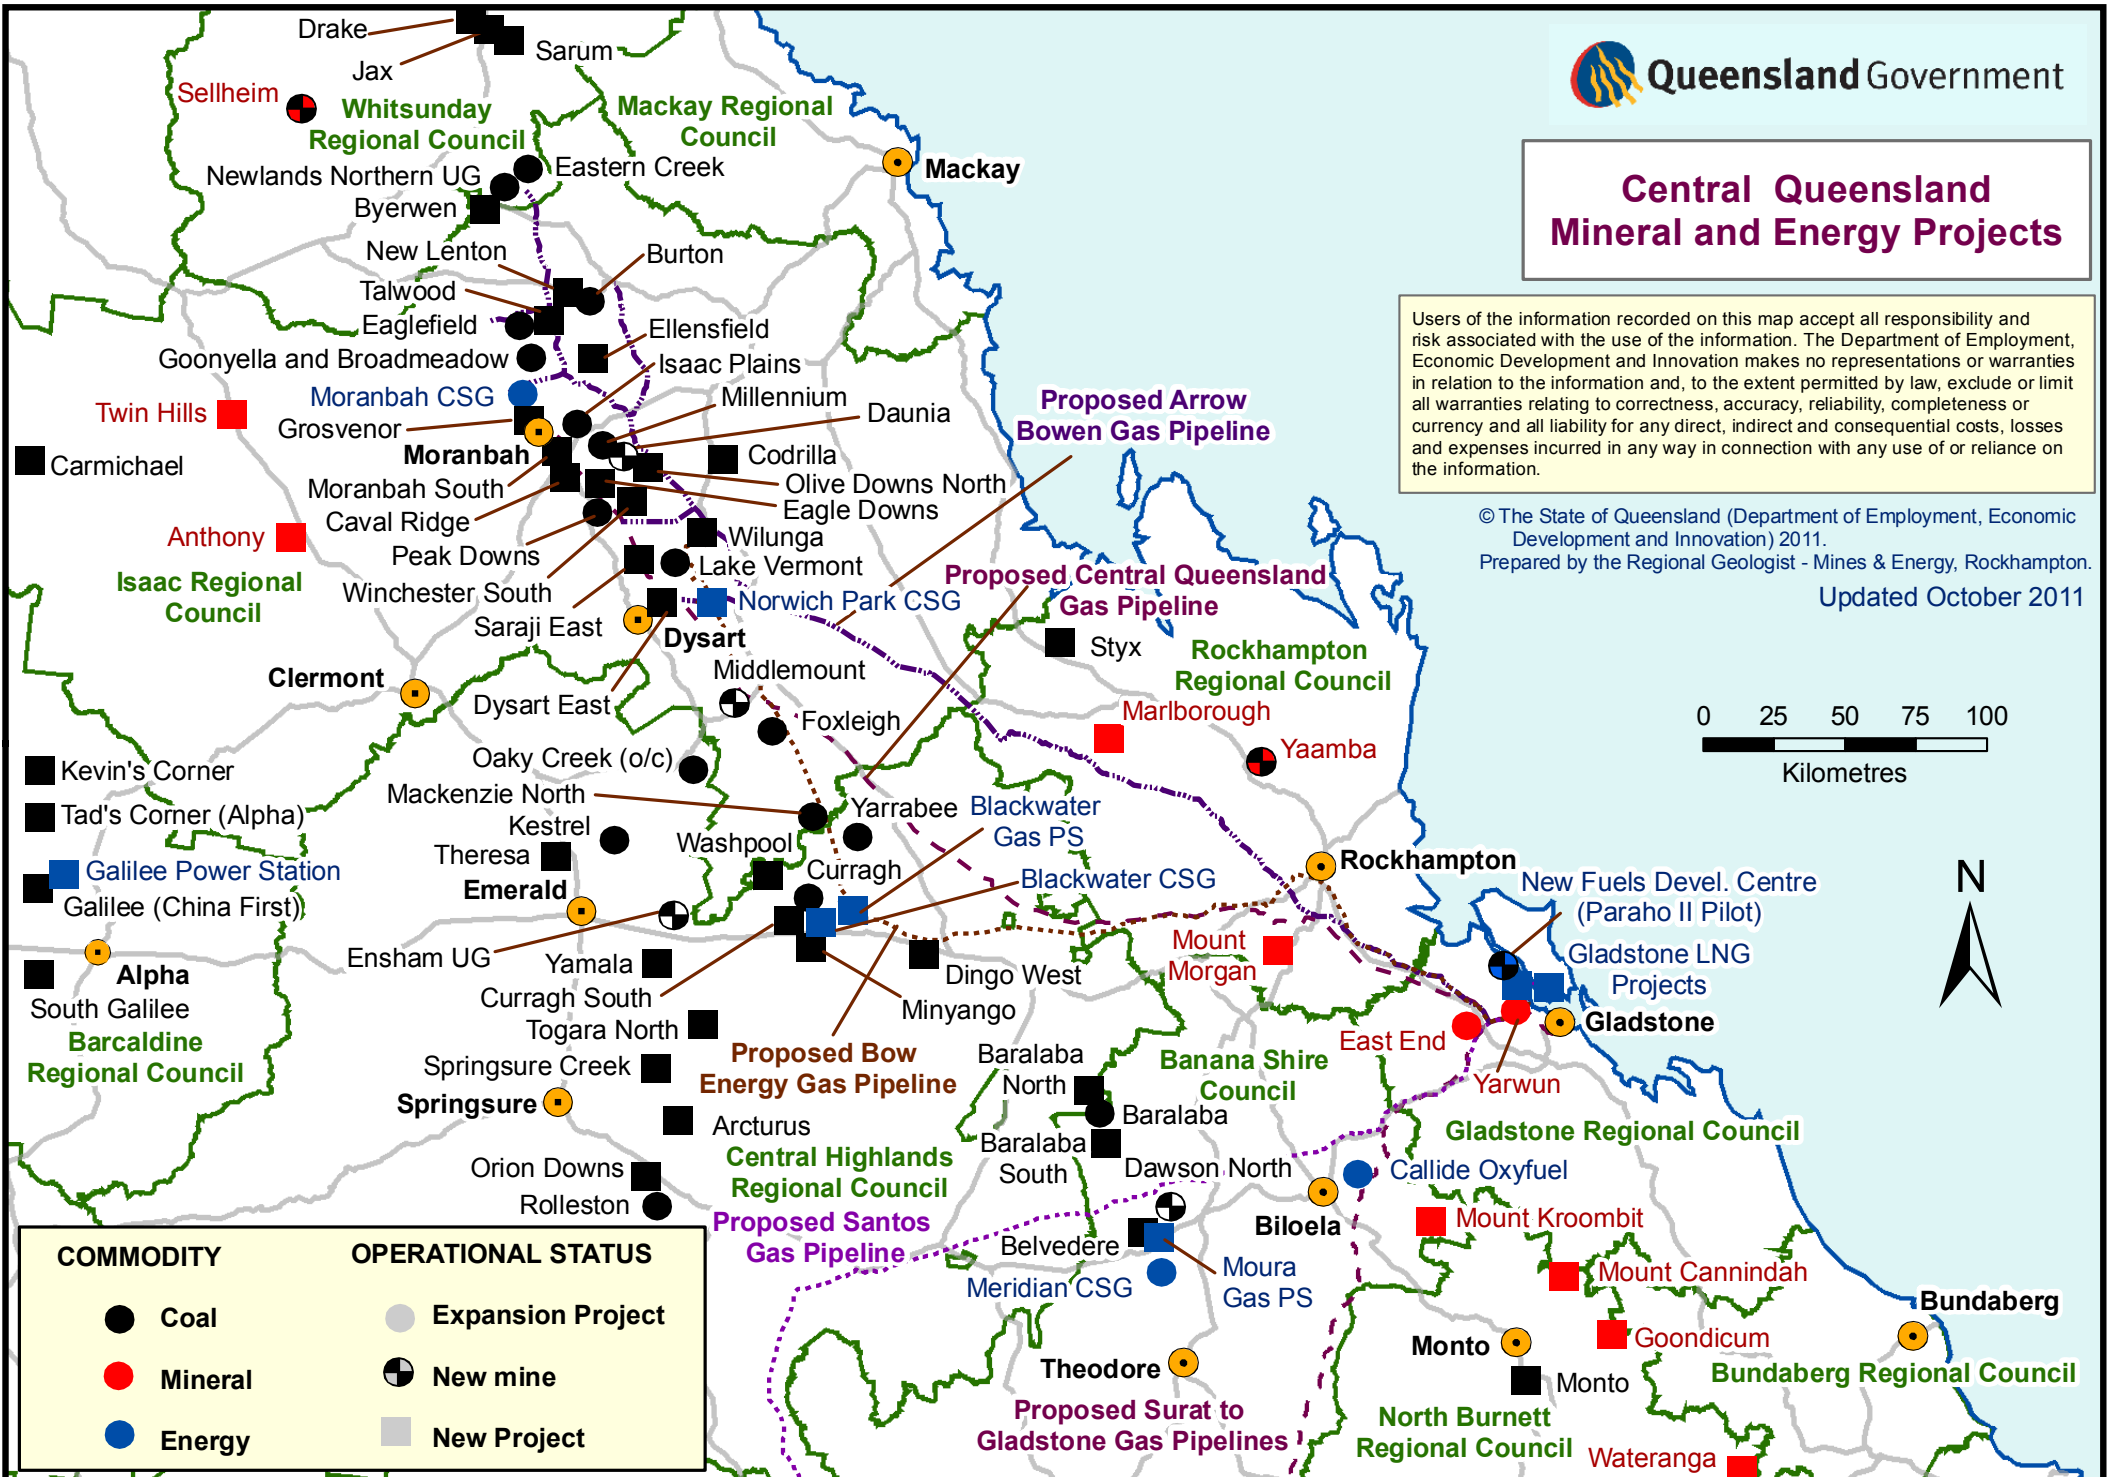 Drake
Jax
Sarum
Sellheim
Whitsunday
Regional Council
Mackay Regional
Council
Queensland Government
Mackay
Central Queensland
Mineral and Energy Projects
Eastern Creek
Newlands Northern UG
Byerwen
New Lenton
Burton
Talwood
Eaglefield
Ellensfield
Goonyella and Broadmeadow
Isaac Plains
Moranbah CSG
Millennium
Twin Hills
Daunia
Grosvenor
Moranbah
Codrilla
Carmichael
Moranbah South
Olive Downs North
Caval Ridge
Eagle Downs
Anthony
Peak Downs
Wilunga
Lake Vermont
Isaac Regional
Council
Winchester South
Norwich Park CSG
Saraji East
Dysart
Users of the information recorded on this map accept all responsibility and
risk associated with the use of the information. The Department of Employment,
Economic Development and Innovation makes no representations or warranties
in relation to the information and, to the extent permitted by law, exclude or limit
all warranties relating to correctness, accuracy, reliability, completeness or
currency and all liability for any direct, indirect and consequential costs, losses
and expenses incurred in any way in connection with any use of or reliance on
the information.
© The State of Queensland (Department of Employment, Economic
Development and Innovation) 2011.
Prepared by the Regional Geologist - Mines & Energy, Rockhampton.
Updated October 2011
Proposed Arrow
Bowen Gas Pipeline
Proposed Central Queensland
Gas Pipeline
Styx
Rockhampton
Regional Council
Clermont
Middlemount
Dysart East
Foxleigh
Marlborough
Yaamba
0 25 50 75 100
Kilometres
Oaky Creek (o/c)
Kevin's Corner
Mackenzie North
Tad's Corner (Alpha)
Kestrel
Yarrabee
Blackwater
Gas PS
Washpool
Theresa
Curragh
Galilee Power Station
Emerald
Blackwater CSG
Galilee (China First)
Rockhampton
New Fuels Devel. Centre
(Paraho II Pilot)
N
Ensham UG
Yamala
Mount
Morgan
Gladstone LNG
Projects
Alpha
Dingo West
South Galilee
Curragh South
Minyango
Togara North
Gladstone
East End
Barcaldine
Regional Council
Proposed Bow
Energy Gas Pipeline
Baralaba
North
Banana Shire
Council
Springsure Creek
Yarwun
Springsure
Baralaba
Arcturus
Gladstone Regional Council
Baralaba
South
Central Highlands
Regional Council
Dawson North
Orion Downs
Callide Oxyfuel
Rolleston
Proposed Santos
Gas Pipeline
Biloela
Mount Kroombit
Belvedere
Moura
Gas PS
Meridian CSG
Mount Cannindah
Bundaberg
Goondicum
Monto
Bundaberg Regional Council
Theodore
Monto
Proposed Surat to
Gladstone Gas Pipelines
North Burnett
Regional Council
Wateranga
COMMODITY
OPERATIONAL STATUS
Coal
Expansion Project
Mineral
New mine
Energy
New Project